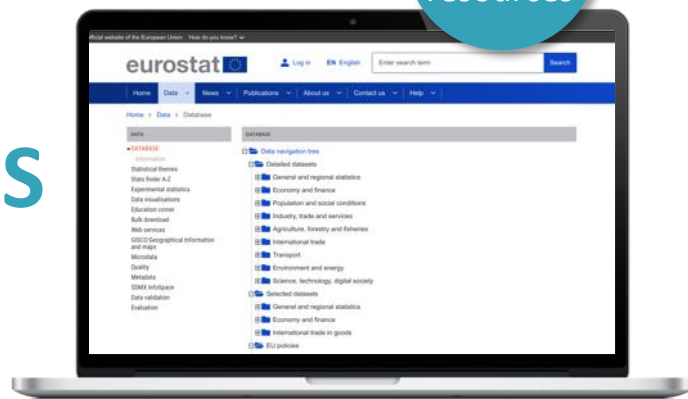 resources
official website of the European Union How do you know?
eurostat
Log in EN English Enter search term Search
Home Data News Publications About us Contact us Help
Home > Data > Database
DATA
DATABASE
Information
Statistical themes
Statistics A-Z
Experimental statistics
Data visualisations
Education corner
Bulk download
Web services
GISCO:Geographical Information
and maps
Microdata
Quality
Metadata
SDMX InfoSpace
Data validation
Evaluation
DATABASE
Data navigation tree
Detailed datasets
General and regional statistics
Economy and finance
Population and social conditions
Industry, trade and services
Agriculture, forestry and fisheries
International trade
Transport
Environment and energy
Science, technology, digital society
Selected datasets
General and regional statistics
Economy and finance
International trade in goods
EU policies
S